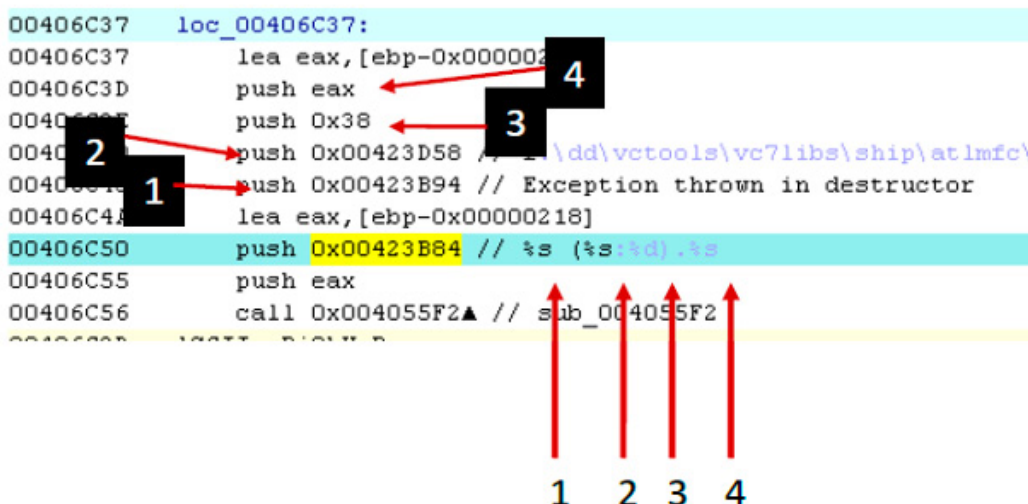 00406C37 loc_00406C37:
00406C37 lea eax,[ebp-0x000002
4
00406C3D push eax
3
push 0x38
2
push 0x00423D58 // :\dd\vctools\vc7libs\ship\atlmfc\
1
push 0x00423B94 // Exception thrown in destructor
00406C4A lea eax,[ebp-0x00000218]
00406C50 push 0x00423B84 // %s (%s:%d).%s
00406C55 push eax
00406C56 call 0x004055F2▲ // sub_004055F2
1 2 3 4